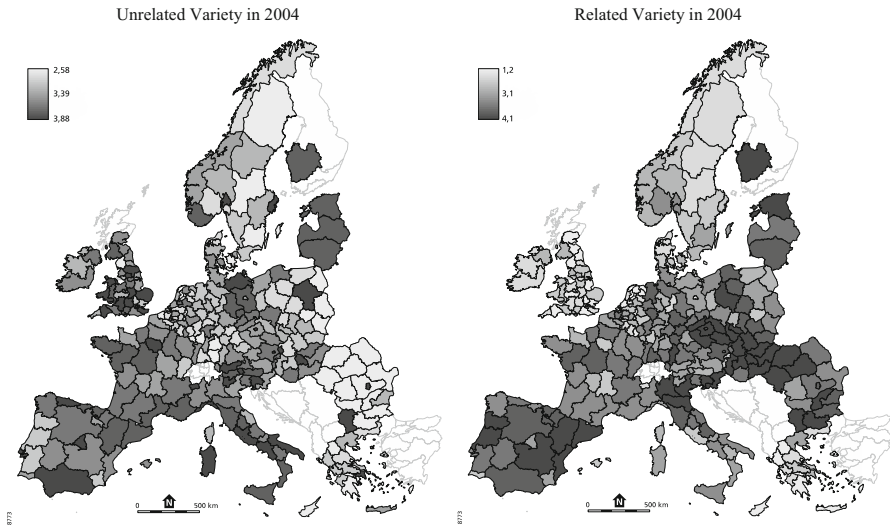 Unrelated Variety in 2004
2,58
3,39
3,88
N
0 500 km
8773
Related Variety in 2004
1,2
3,1
4,1
N
0 500 km
8773